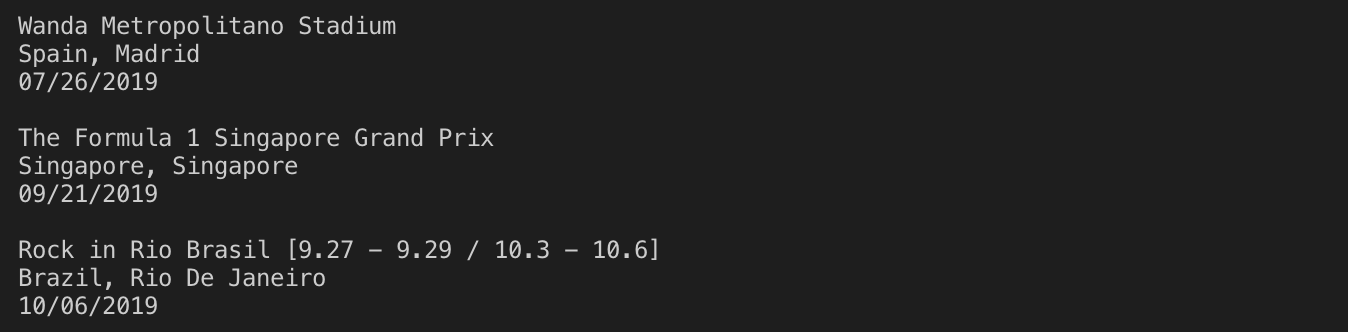 Wanda Metropolitano Stadium
Spain, Madrid
07/26/2019
The Formula 1 Singapore Grand Prix
Singapore, Singapore
09/21/2019
Rock in Rio Brasil [9.27 – 9.29 / 10.3 – 10.6]
Brazil, Rio De Janeiro
10/06/2019